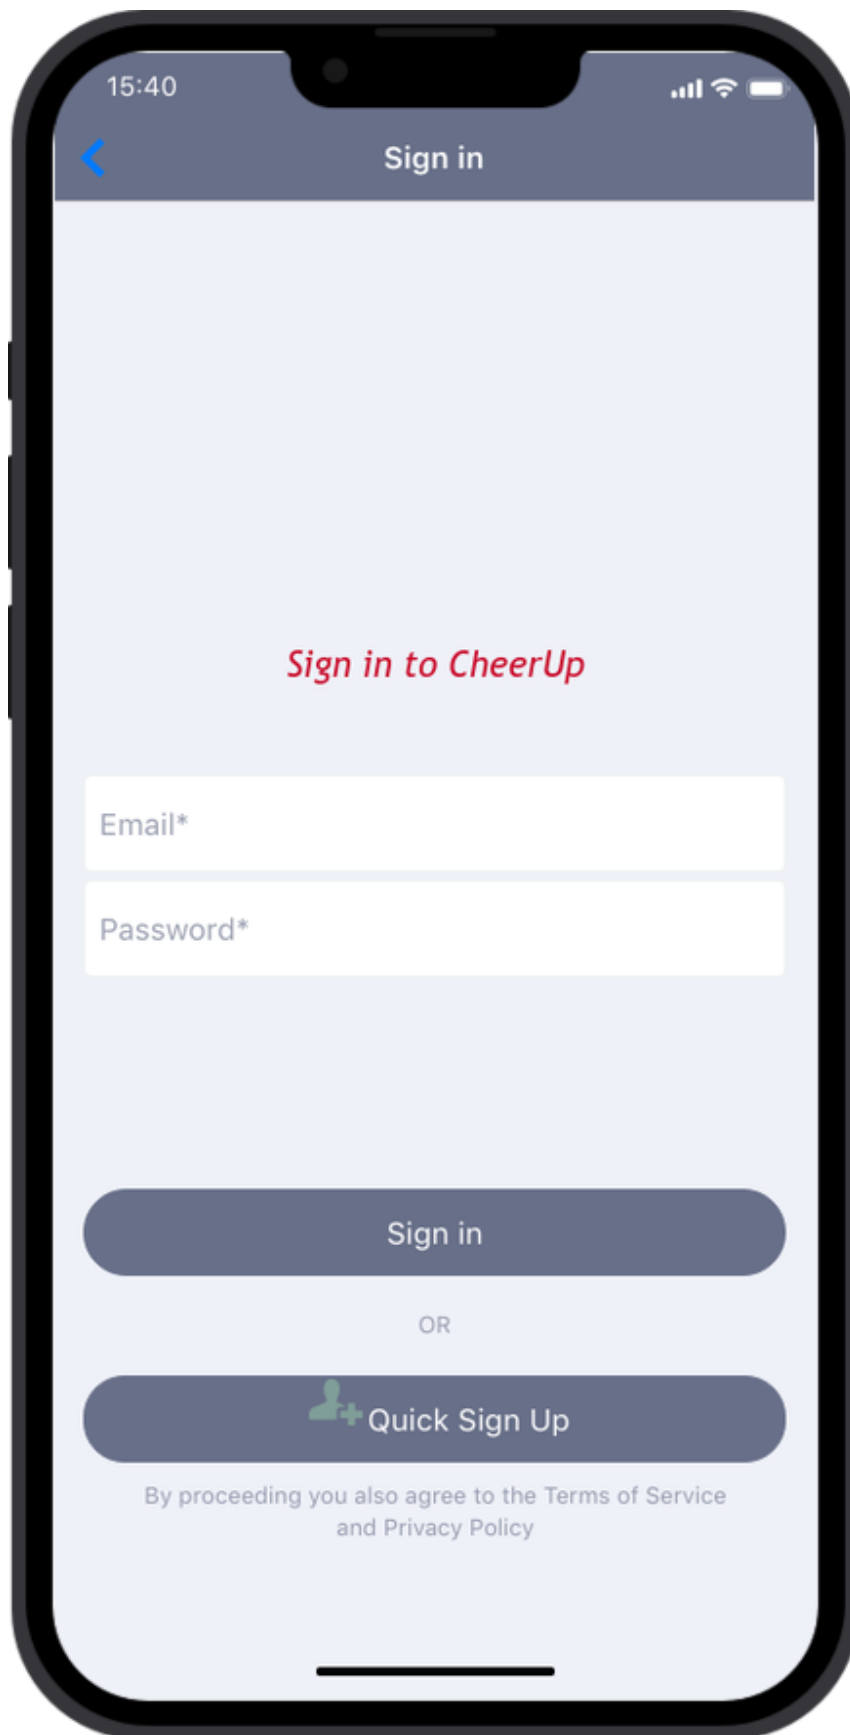 15:40
Sign in
Sign in to CheerUp
Email*
Password*
Sign in
OR
Quick Sign Up
By proceeding you also agree to the Terms of Service
and Privacy Policy